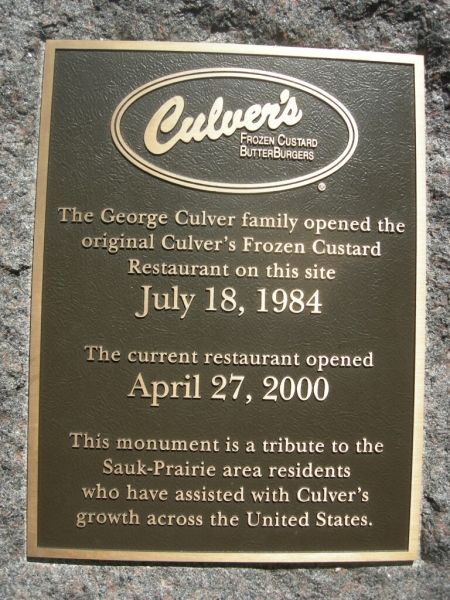 Culver's
FROZEN CUSTARD
BUTTERBURGERS
®
The George Culver family opened the
original Culver's Frozen Custard
Restaurant on this site
July 18, 1984
The current restaurant opened
April 27, 2000
This monument is a tribute to the
Sauk-Prairie area residents
who have assisted with Culver's
growth across the United States.